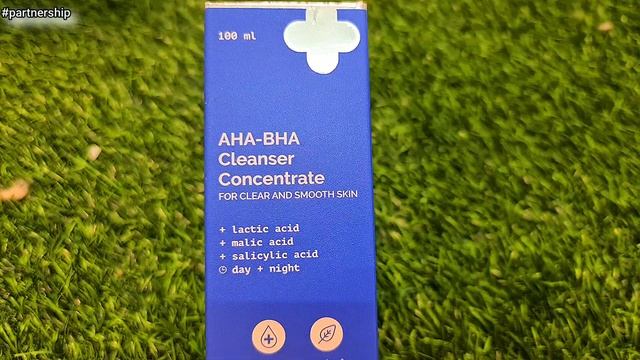 #partnership
100 ml
AHA-BHA
Cleanser
Concentrate
FOR CLEAR AND SMOOTH SKIN
+ lactic acid
+ malic acid
+ salicylic acid
day + night